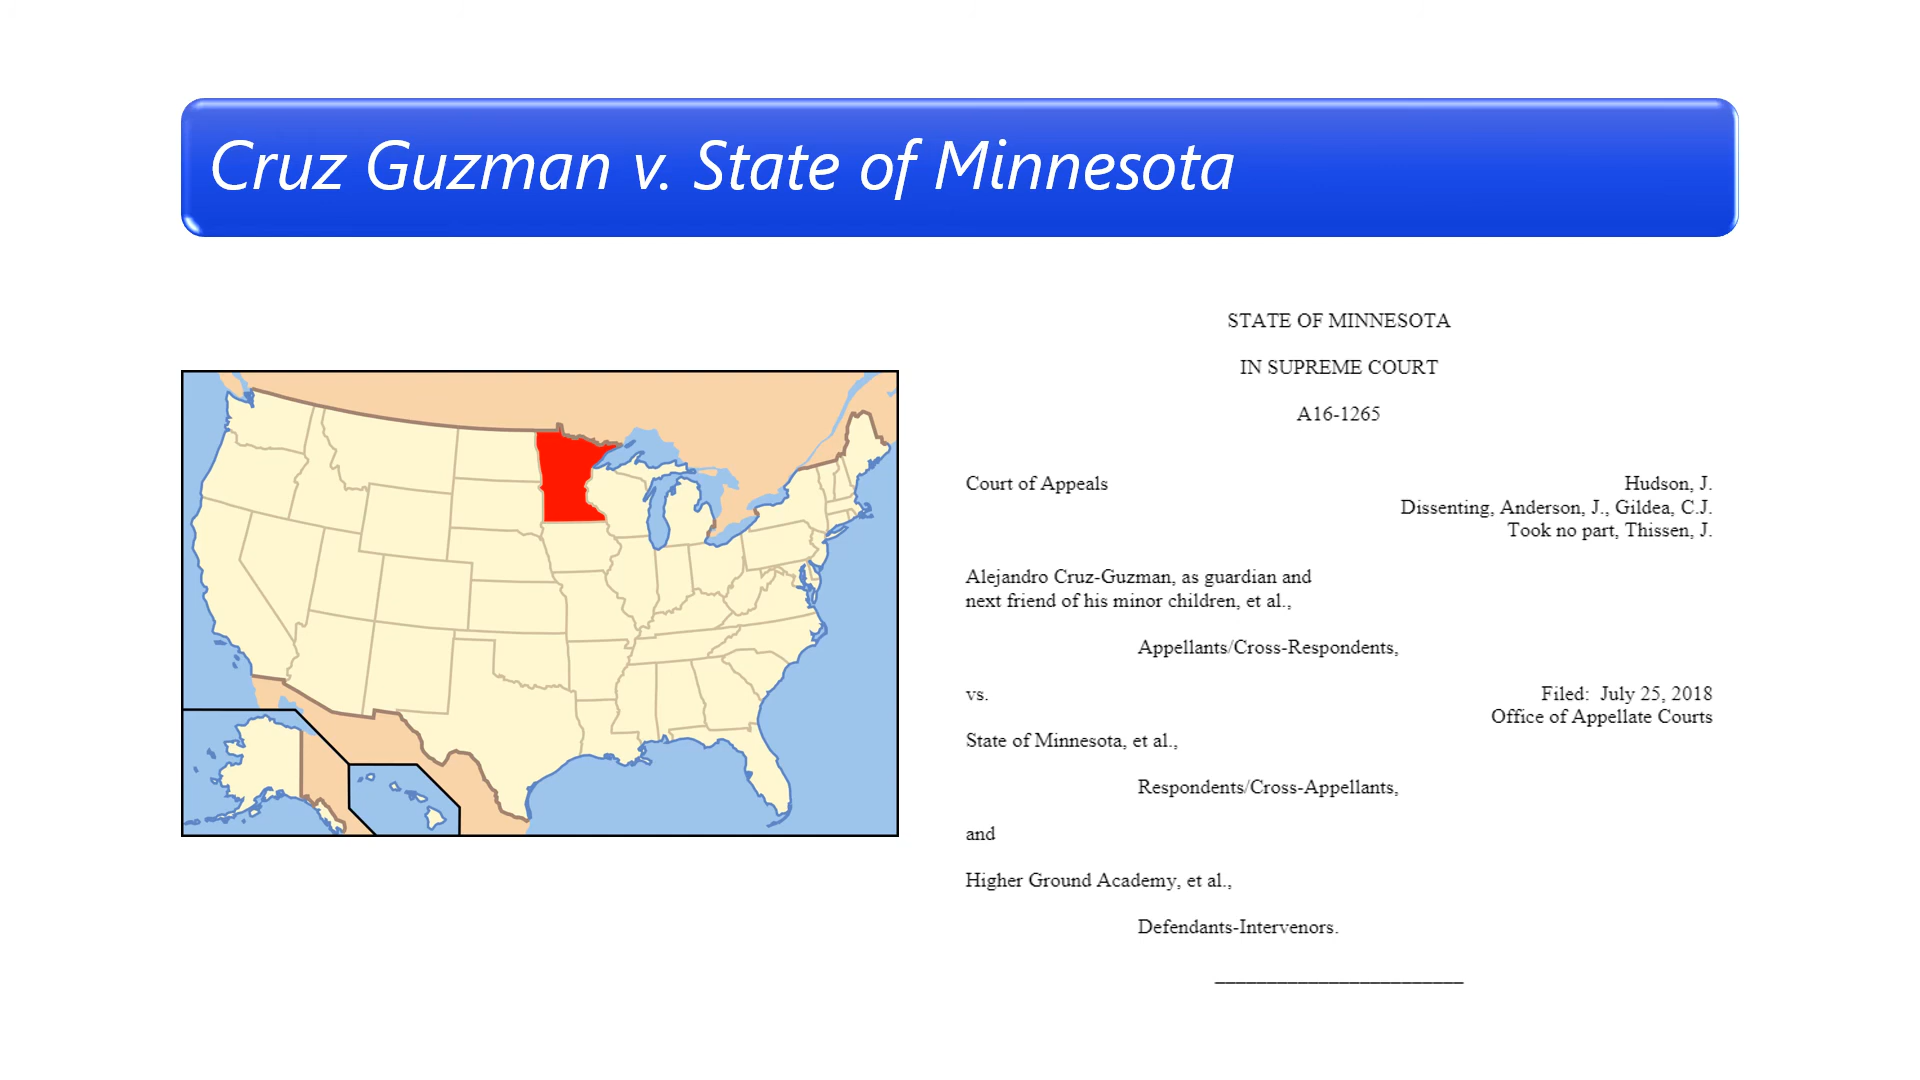 Cruz Guzman v. State of Minnesota
STATE OF MINNESOTA
IN SUPREME COURT
A16-1265
Court of Appeals
Hudson, J.
Dissenting, Anderson, J., Gildea, C.J.
Took no part, Thissen, J.
Alejandro Cruz-Guzman, as guardian and
next friend of his minor children, et al.,
Appellants/Cross-Respondents,
vs.
Filed:  July 25, 2018
Office of Appellate Courts
State of Minnesota, et al.,
Respondents/Cross-Appellants,
and
Higher Ground Academy, et al.,
Defendants-Intervenors.